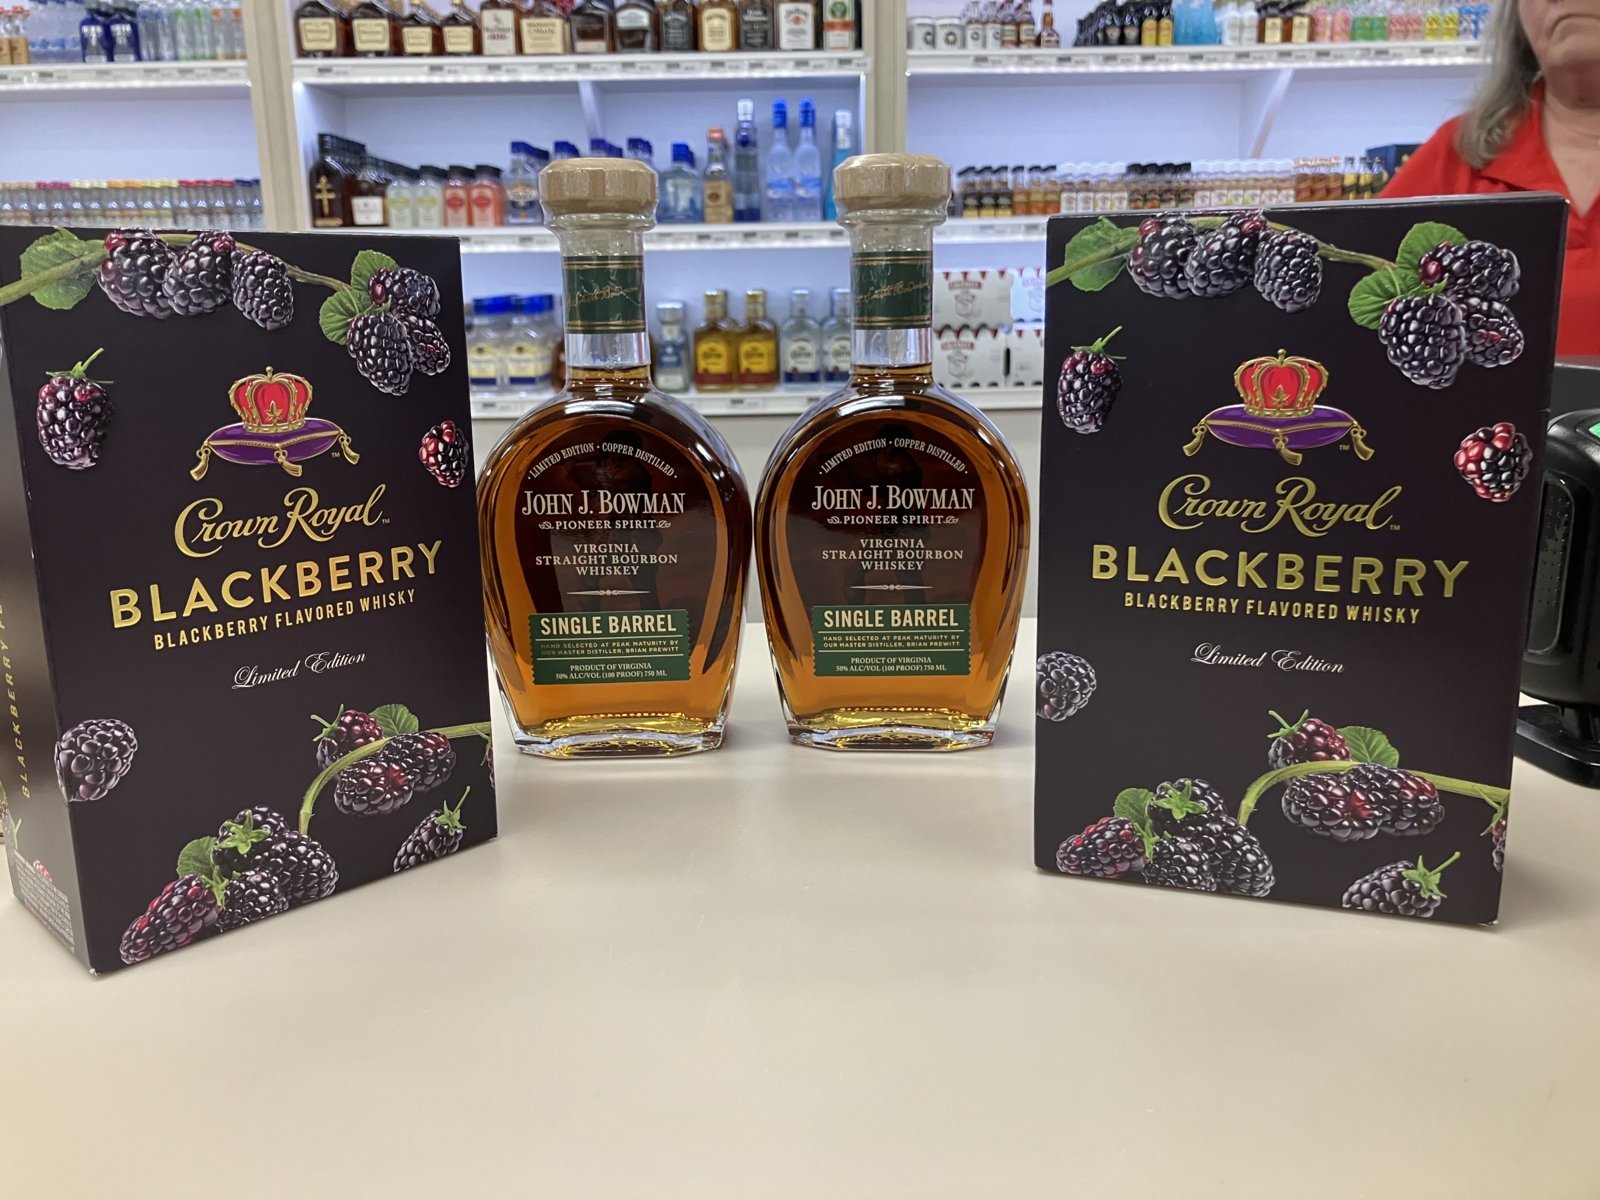 Crown Royal
BLACKBERRY
BLACKBERRY FLAVORED WHISKY
Limited Edition
LIMITED EDITION · COPPER DISTILLED
JOHN J. BOWMAN
PIONEER SPIRIT
VIRGINIA
STRAIGHT BOURBON
WHISKEY
SINGLE BARREL
HAND SELECTED AT PEAK MATURITY BY
OUR MASTER DISTILLER, BRIAN PREWITT
PRODUCT OF VIRGINIA
50% ALC/VOL (100 PROOF) 750 ML
LIMITED EDITION · COPPER DISTILLED
JOHN J. BOWMAN
PIONEER SPIRIT
VIRGINIA
STRAIGHT BOURBON
WHISKEY
SINGLE BARREL
HAND SELECTED AT PEAK MATURITY BY
OUR MASTER DISTILLER, BRIAN PREWITT
PRODUCT OF VIRGINIA
50% ALC/VOL (100 PROOF) 750 ML
Crown Royal
BLACKBERRY
BLACKBERRY FLAVORED WHISKY
Limited Edition
BLACKBERRY